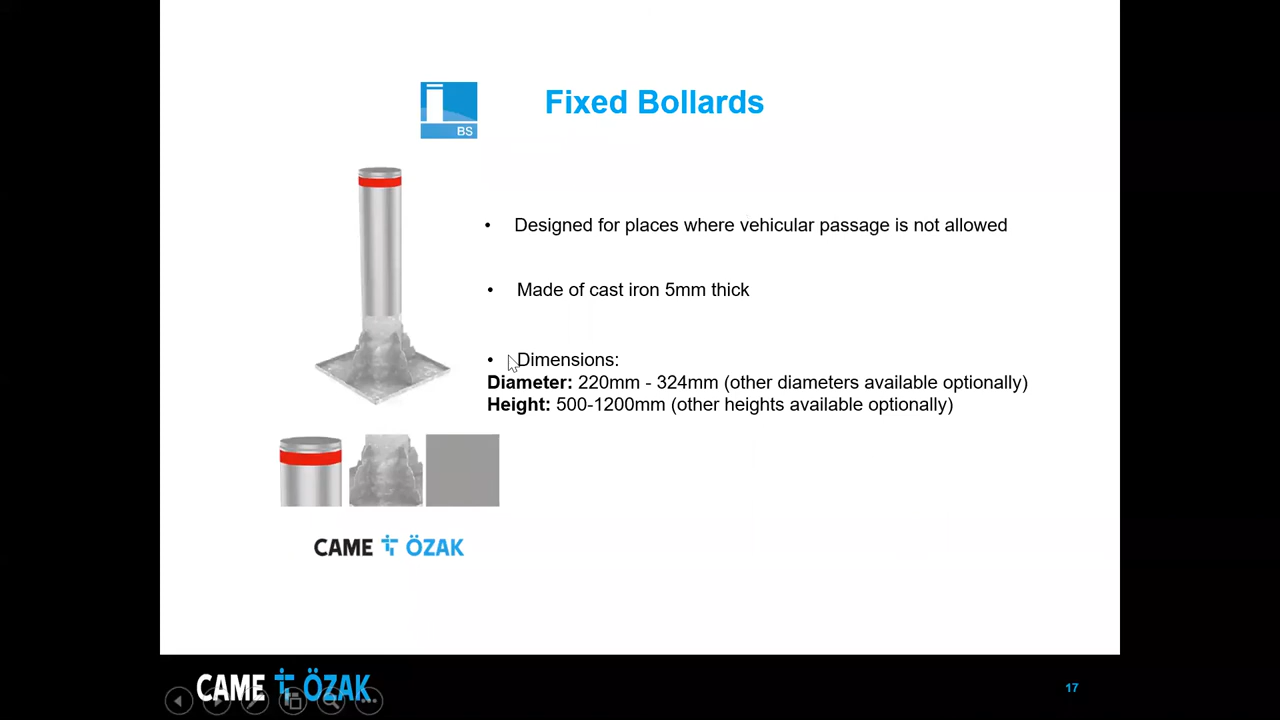 BS
Fixed Bollards
• Designed for places where vehicular passage is not allowed
• Made of cast iron 5mm thick
• Dimensions:
Diameter: 220mm - 324mm (other diameters available optionally)
Height: 500-1200mm (other heights available optionally)
CAME ÖZAK
CAME ÖZAK
17